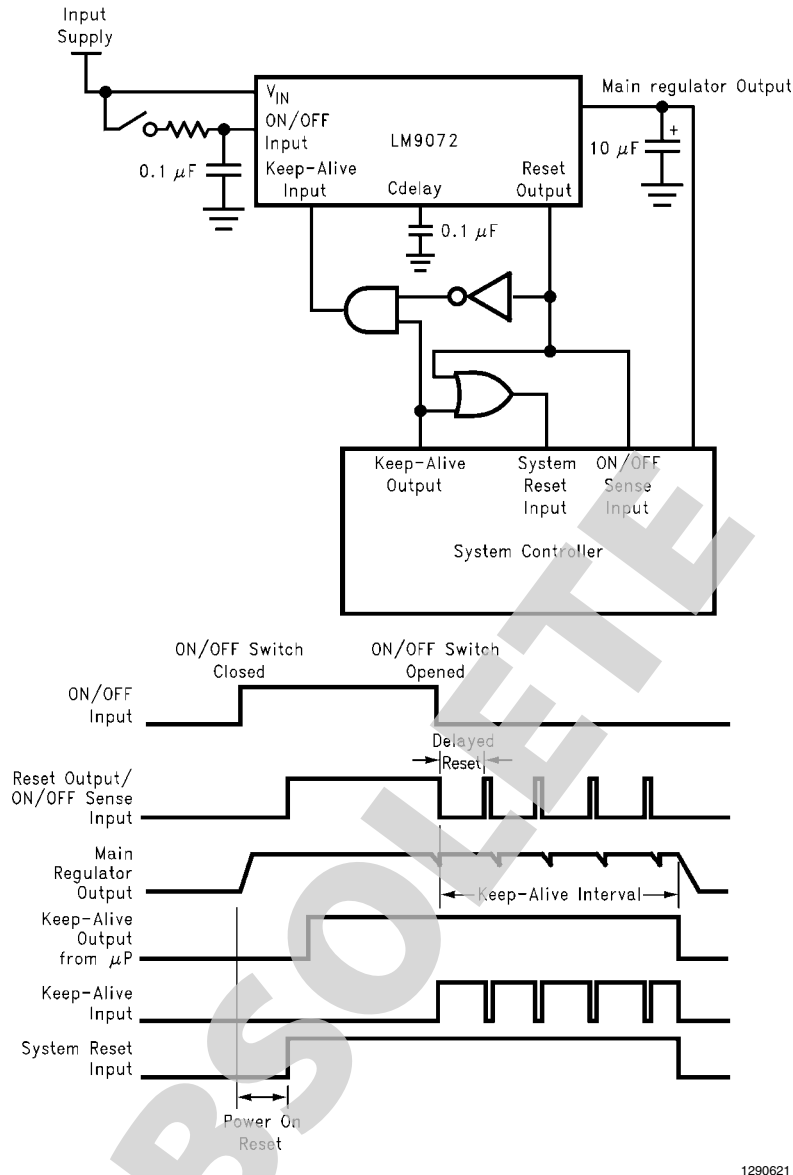 Input
Supply
V_IN
ON/OFF
Input
Keep-Alive
Input
LM9072
Cdelay
Reset
Output
Main regulator Output
+
10 μF
0.1 μF
0.1 μF
Keep-Alive
Output
System
Reset
Input
ON/OFF
Sense
Input
System Controller
ON/OFF Switch
Closed
ON/OFF Switch
Opened
ON/OFF
Input
Delayed
Reset
Reset Output/
ON/OFF Sense
Input
Main
Regulator
Output
Keep-Alive Interval
Keep-Alive
Output
from μP
Keep-Alive
Input
System Reset
Input
Power On
Reset
OBSOLETE
1290621